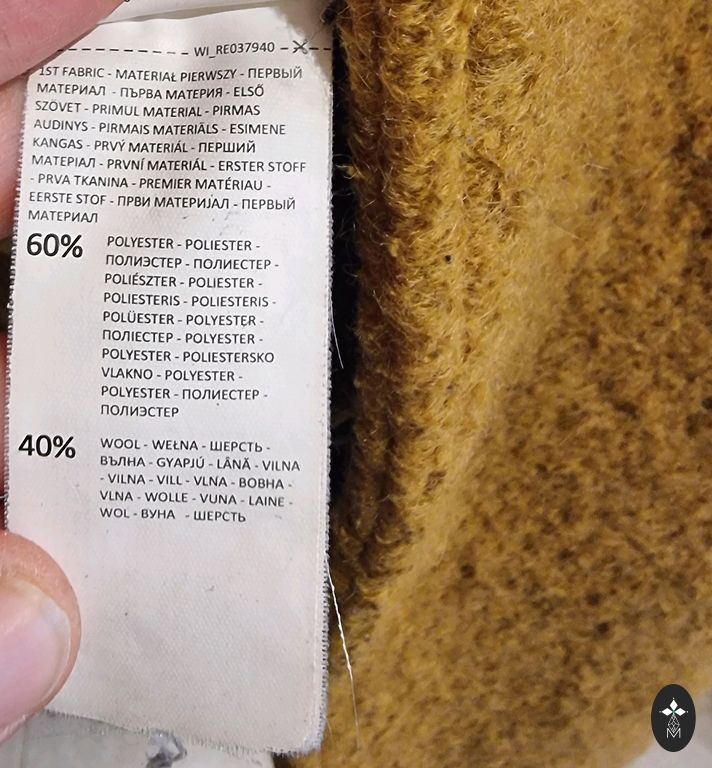 WI_RE037940
1ST FABRIC - MATERIAŁ PIERWSZY - ПЕРВЫЙ
МАТЕРИАЛ - ПЪРВА МАТЕРИЯ - ELSŐ
SZÖVET - PRIMUL MATERIAL - PIRMAS
AUDINYS - PIRMAIS MATERIĀLS - ESIMENE
KANGAS - PRVÝ MATERIÁL - ПЕРШИЙ
МАТЕРІАЛ - PRVNÍ MATERIÁL - ERSTER STOFF
- PRVA TKANINA - PREMIER MATÉRIAU -
EERSTE STOF - ПРВИ МАТЕРИЈАЛ - ПЕРВЫЙ
МАТЕРИАЛ
60% POLYESTER - POLIESTER -
ПОЛИЭСТЕР - ПОЛИЕСТЕР -
POLIÉSZTER - POLIESTER -
POLIESTERIS - POLIESTERIS -
POLÜESTER - POLYESTER -
ПОЛІЕСТЕР - POLYESTER -
POLYESTER - POLIESTERSKO
VLAKNO - POLYESTER -
POLYESTER - ПОЛИЕСТЕР -
ПОЛИЭСТЕР
40% WOOL - WEŁNA - ШЕРСТЬ -
ВЪЛНА - GYAPJÚ - LÂNĂ - VILNA
- VILNA - VILL - VLNA - ВОВНА -
VLNA - WOLLE - VUNA - LAINE -
WOL - ВУНА - ШЕРСТЬ